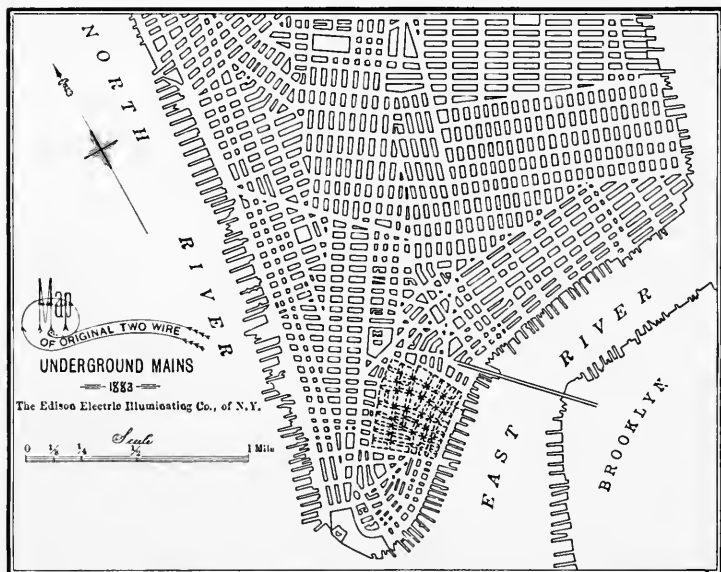 NORTH
RIVER
Map
OF ORIGINAL TWO WIRE
UNDERGROUND MAINS
1883
The Edison Electric Illuminating Co., of N.Y.
Scale
0 ⅛ ¼ ½ 1 Mile
EAST
RIVER
BROOKLYN.